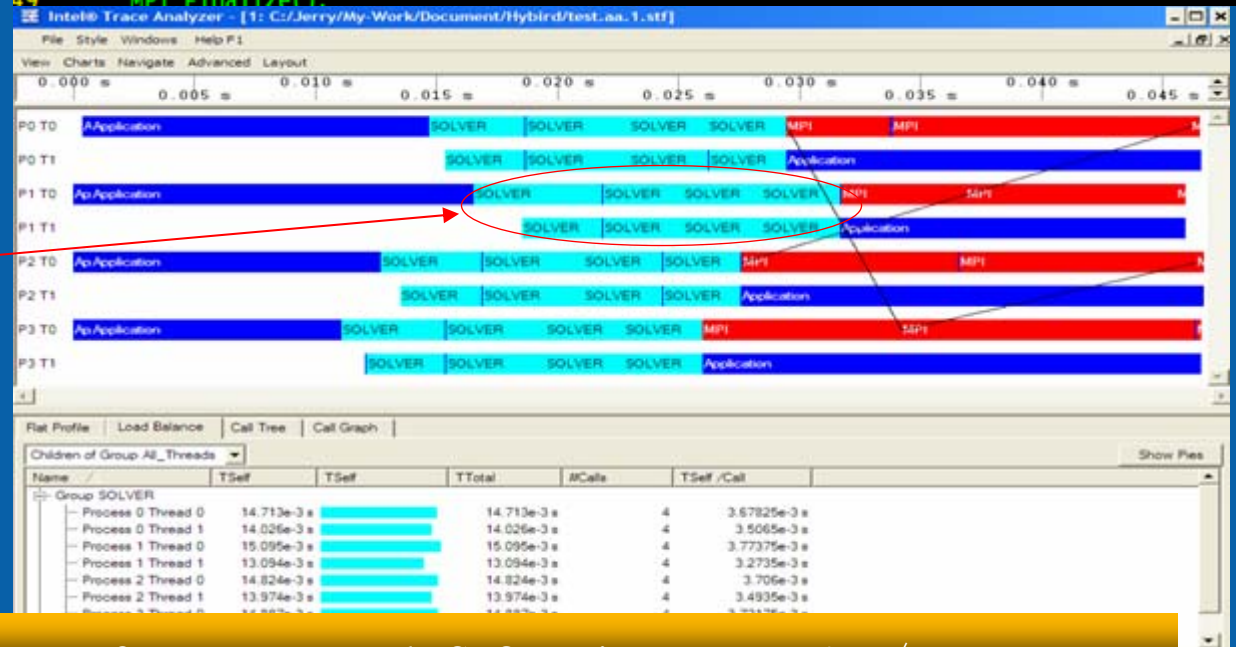 49 MPI_Finalize();
Intel® Trace Analyzer - [1: C:/Jerry/My-Work/Document/Hybird/test.aa.1.stf]
File Style Windows Help F1
View Charts Navigate Advanced Layout
0.000 s 0.010 s 0.020 s 0.030 s 0.040 s
0.005 s 0.015 s 0.025 s 0.035 s 0.045 s
P0 T0 A Application SOLVER SOLVER SOLVER SOLVER MPI MPI M
P0 T1 SOLVER SOLVER SOLVER SOLVER Application
P1 T0 Ap Application SOLVER SOLVER SOLVER SOLVER MPI MPI M
P1 T1 SOLVER SOLVER SOLVER SOLVER Application
P2 T0 Ap Application SOLVER SOLVER SOLVER SOLVER MPI MPI M
P2 T1 SOLVER SOLVER SOLVER SOLVER Application
P3 T0 Ap Application SOLVER SOLVER SOLVER SOLVER MPI MPI
P3 T1 SOLVER SOLVER SOLVER SOLVER Application
Flat Profile Load Balance Call Tree Call Graph
Children of Group All_Threads Show Pies
Name / TSelf TSelf TTotal #Calls TSelf /Call
Group SOLVER
Process 0 Thread 0 14.713e-3 s 14.713e-3 s 4 3.67825e-3 s
Process 0 Thread 1 14.026e-3 s 14.026e-3 s 4 3.5065e-3 s
Process 1 Thread 0 15.095e-3 s 15.095e-3 s 4 3.77375e-3 s
Process 1 Thread 1 13.094e-3 s 13.094e-3 s 4 3.2735e-3 s
Process 2 Thread 0 14.824e-3 s 14.824e-3 s 4 3.706e-3 s
Process 2 Thread 1 13.974e-3 s 13.974e-3 s 4 3.4935e-3 s